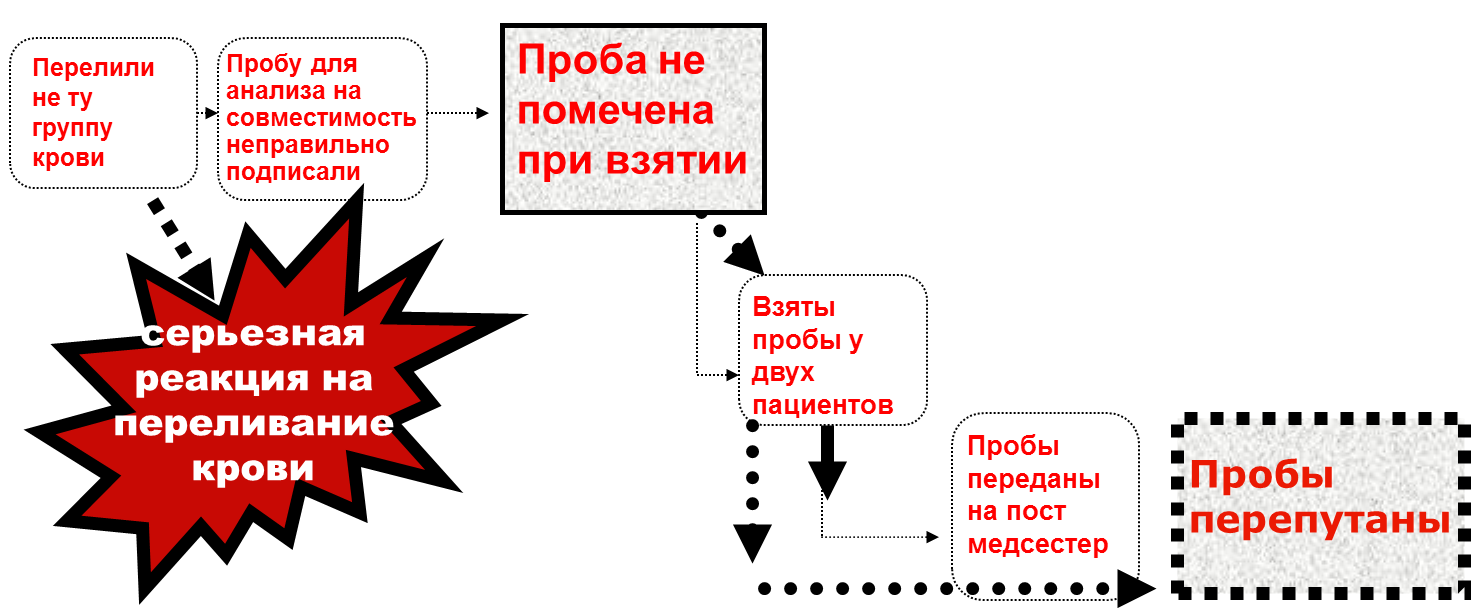 Перелили
не ту
группу
крови
Пробу для
анализа на
совместимость
неправильно
подписали
Проба не
помечена
при взятии
серьезная
реакция на
переливание
крови
Взяты
пробы у
двух
пациентов
Пробы
переданы
на пост
медсестер
Пробы
перепутаны